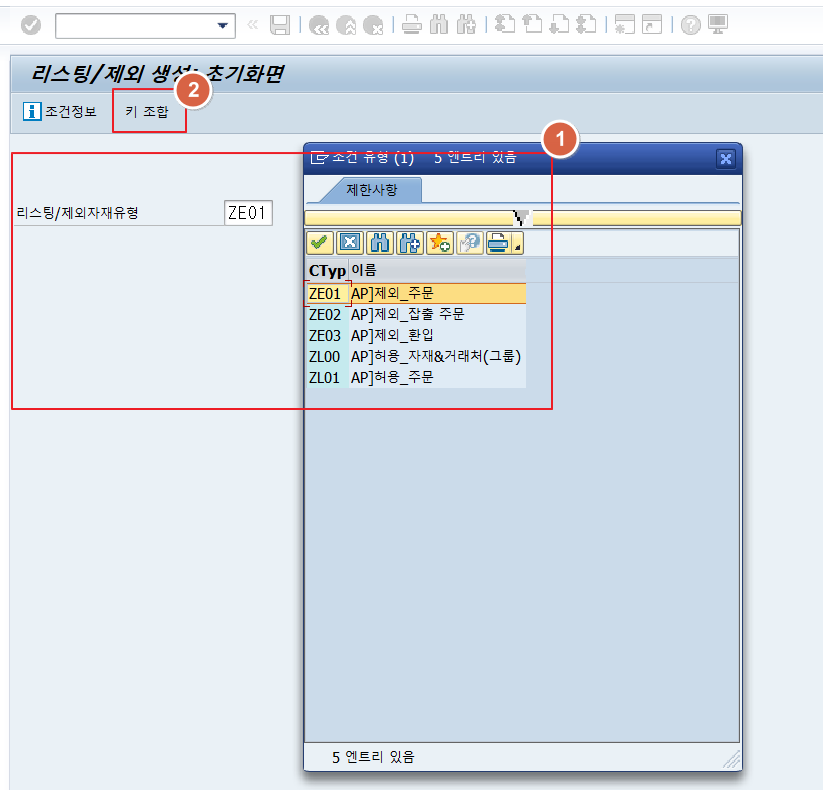 리스팅/제외 생성: 초기화면
2
조건정보
키 조합
1
조건 유형 (1) 5 엔트리 있음
제한사항
리스팅/제외자재유형 ZE01
CTyp 이름
ZE01 AP]제외_주문
ZE02 AP]제외_잡출 주문
ZE03 AP]제외_환입
ZL00 AP]허용_자재&거래처(그룹)
ZL01 AP]허용_주문
5 엔트리 있음